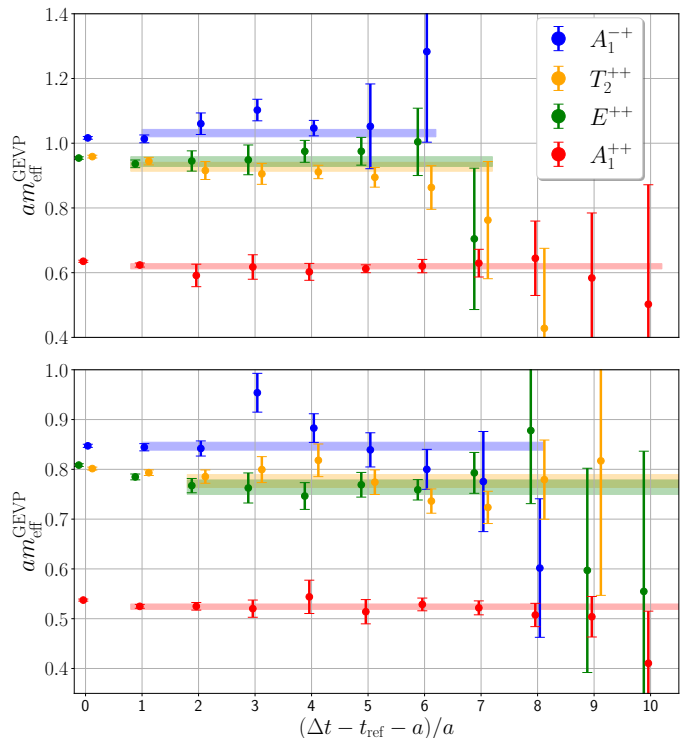 1.4
1.2
1.0
0.8
0.6
0.4
am_eff^GEVP
A_1^{-+}
T_2^{++}
E^{++}
A_1^{++}
1.0
0.9
0.8
0.7
0.6
0.5
0.4
am_eff^GEVP
0 1 2 3 4 5 6 7 8 9 10
(Δt − t_ref − a)/a